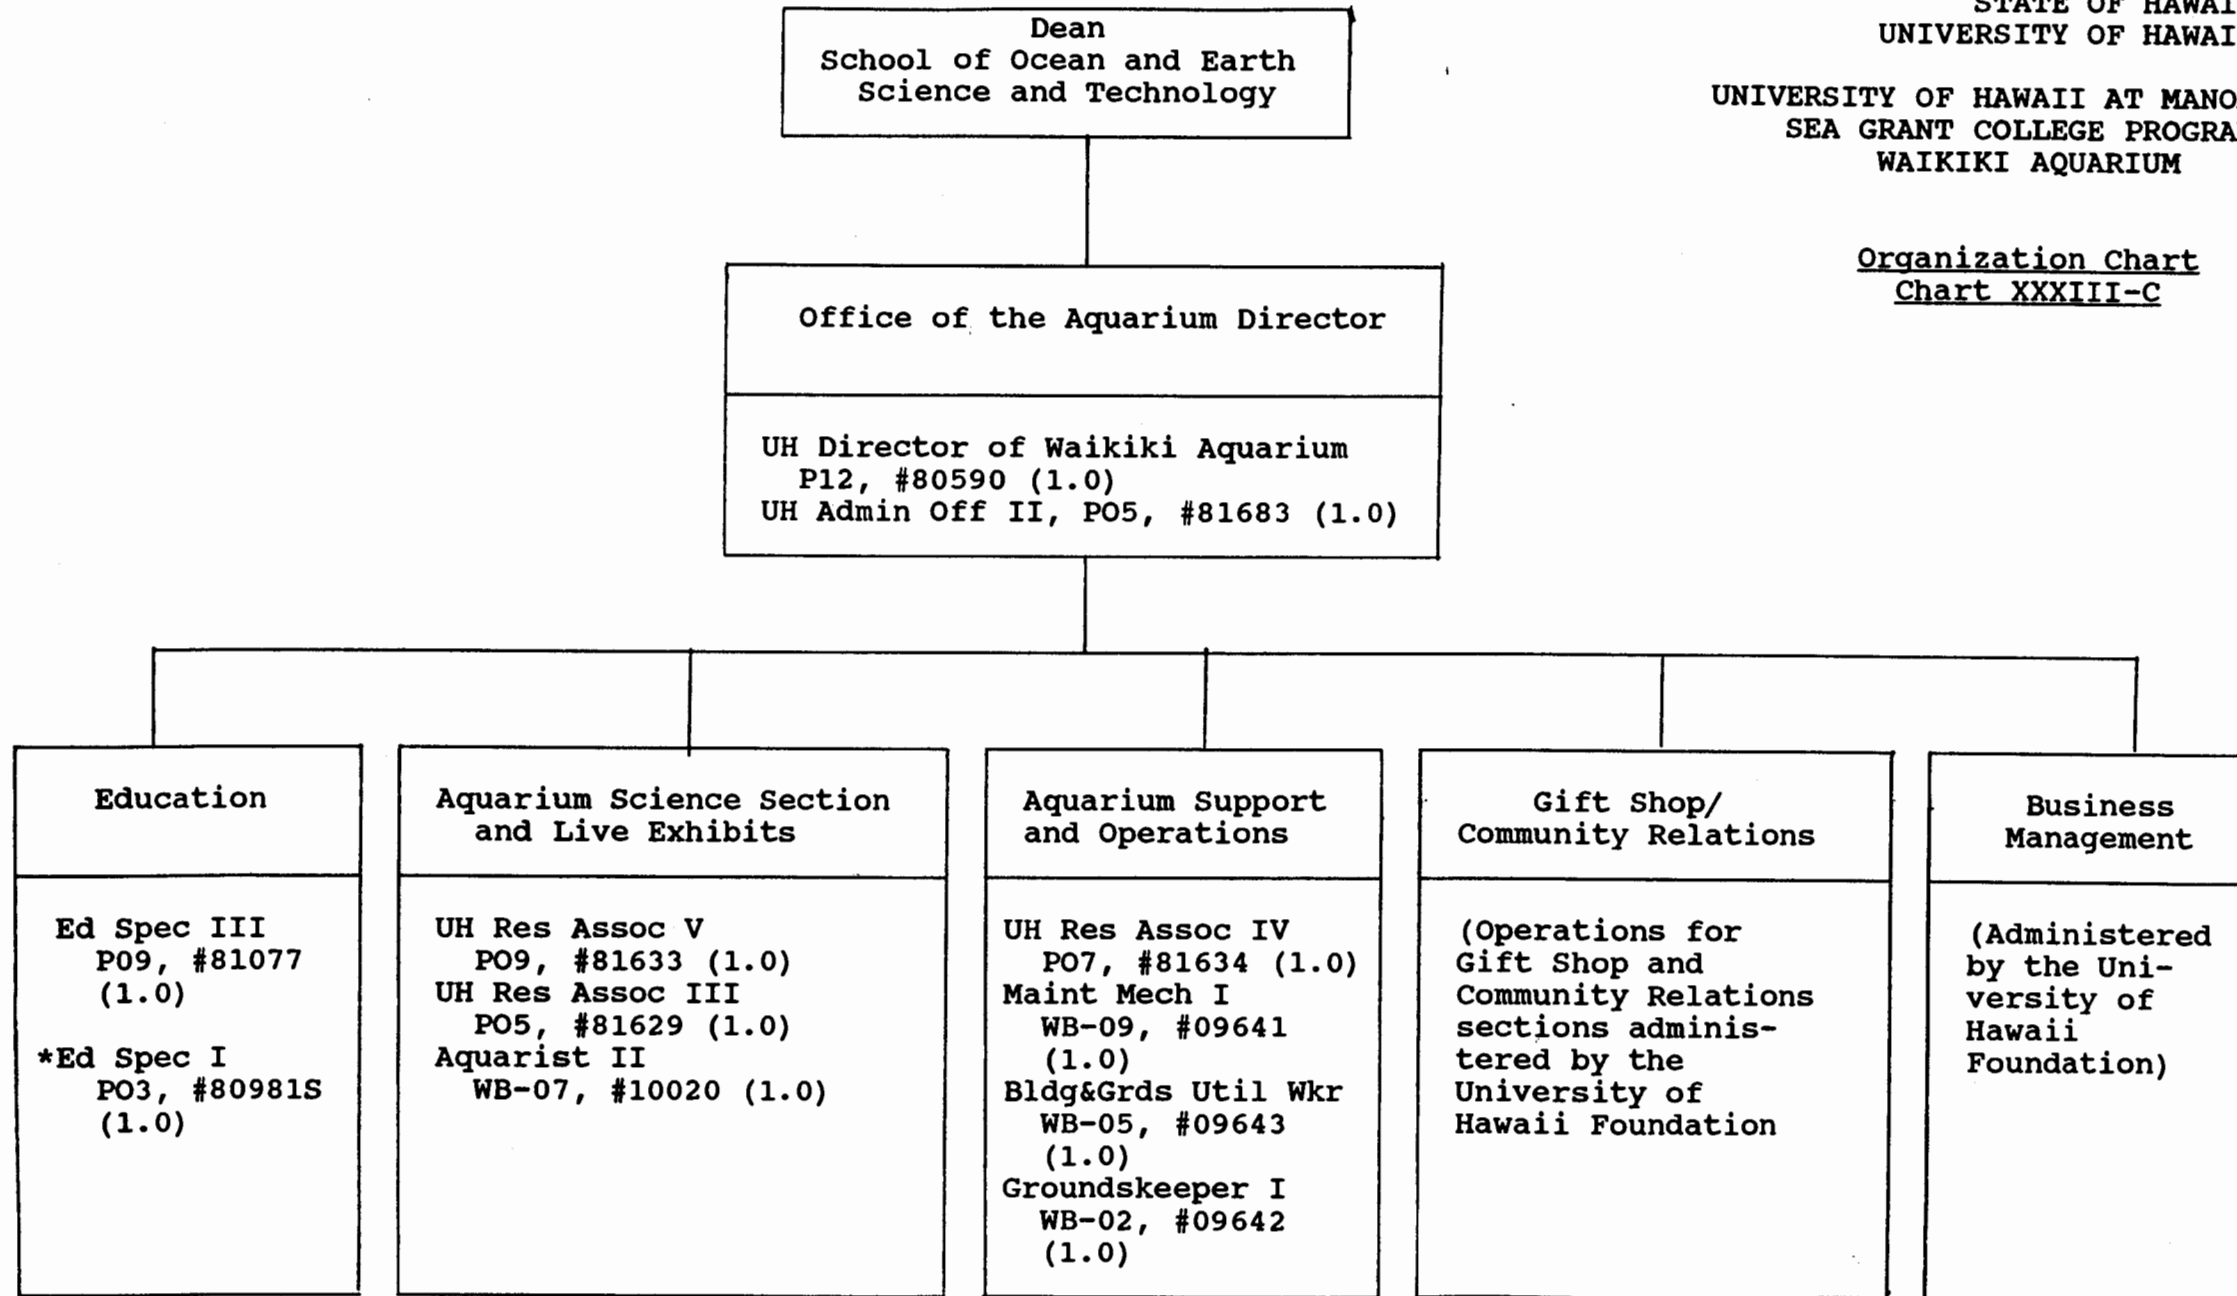 Dean
School of Ocean and Earth
Science and Technology
STATE OF HAWAI
UNIVERSITY OF HAWAI
UNIVERSITY OF HAWAII AT MANO
SEA GRANT COLLEGE PROGRA
WAIKIKI AQUARIUM
Organization Chart
Chart XXXIII-C
Office of the Aquarium Director
UH Director of Waikiki Aquarium
P12, #80590 (1.0)
UH Admin Off II, PO5, #81683 (1.0)
Education
Ed Spec III
P09, #81077
(1.0)
*Ed Spec I
PO3, #80981S
(1.0)
Aquarium Science Section
and Live Exhibits
UH Res Assoc V
PO9, #81633 (1.0)
UH Res Assoc III
PO5, #81629 (1.0)
Aquarist II
WB-07, #10020 (1.0)
Aquarium Support
and Operations
UH Res Assoc IV
PO7, #81634 (1.0)
Maint Mech I
WB-09, #09641
(1.0)
Bldg&Grds Util Wkr
WB-05, #09643
(1.0)
Groundskeeper I
WB-02, #09642
(1.0)
Gift Shop/
Community Relations
(Operations for
Gift Shop and
Community Relations
sections adminis-
tered by the
University of
Hawaii Foundation
Business
Management
(Administered
by the Uni-
versity of
Hawaii
Foundation)